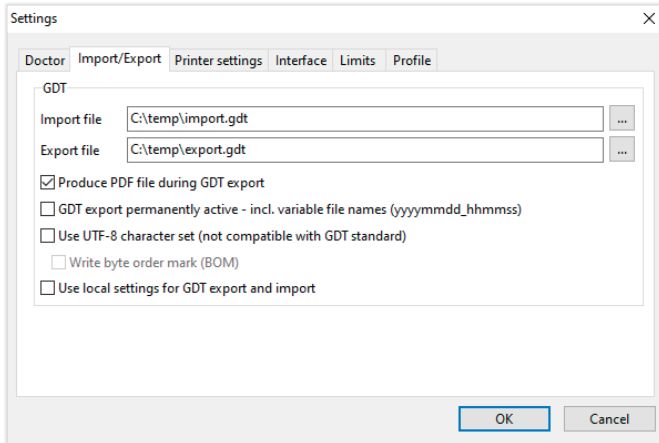 Settings
Doctor Import/Export Printer settings Interface Limits Profile
GDT
Import file C:\temp\import.gdt ...
Export file C:\temp\export.gdt ...
Produce PDF file during GDT export
GDT export permanently active - incl. variable file names (yyyymmdd_hhmmss)
Use UTF-8 character set (not compatible with GDT standard)
Write byte order mark (BOM)
Use local settings for GDT export and import
OK Cancel